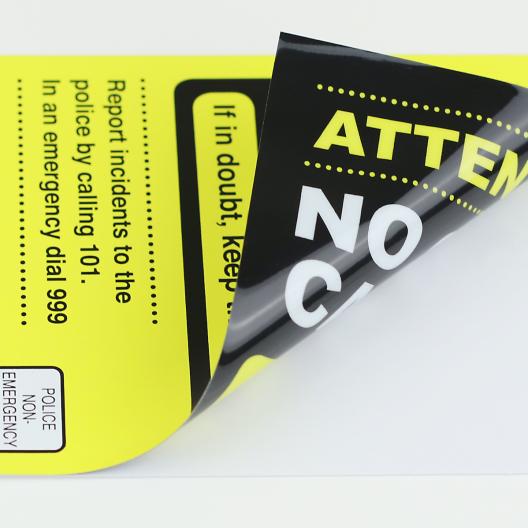 ATTEN
NO
C
If in doubt, keep
Report incidents to the
police by calling 101.
In an emergency dial 999
POLICE
NON-
EMERGENCY